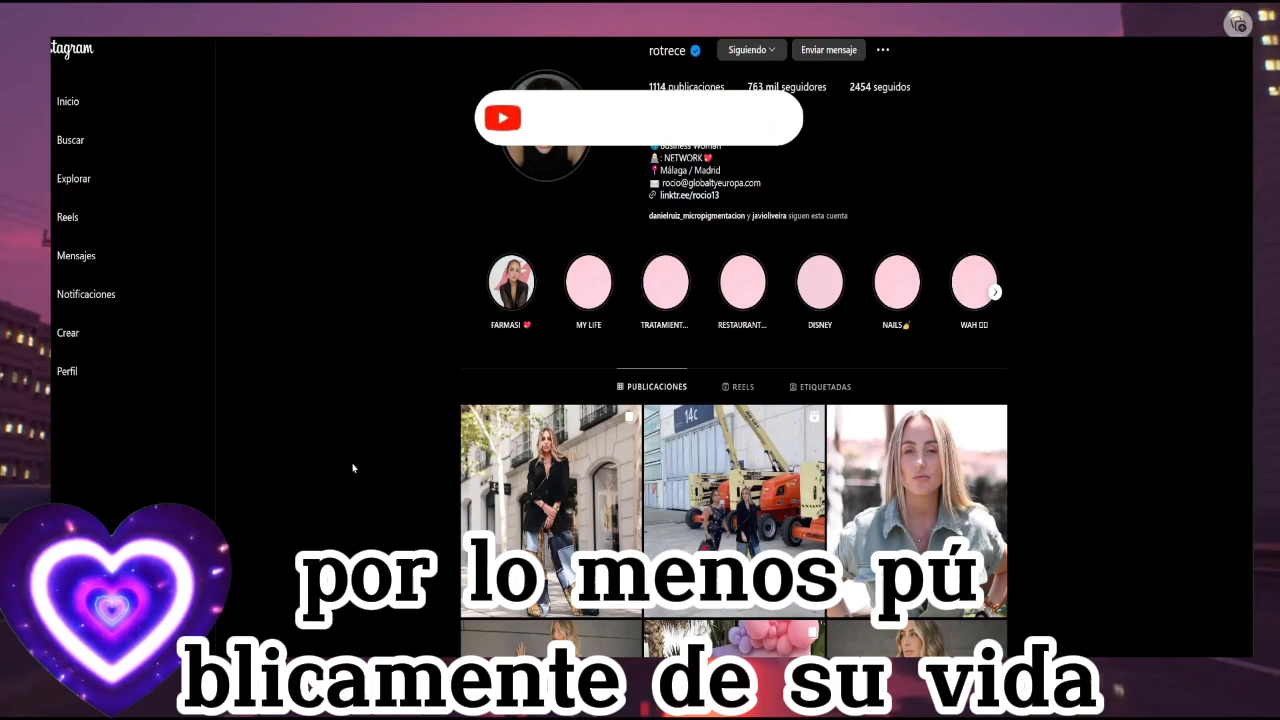 tagram
Inicio
Buscar
Explorar
Reels
Mensajes
Notificaciones
Crear
Perfil
rotrece Siguiendo Enviar mensaje
1114 publicaciones 763 mil seguidores 2454 seguidos
Business Woman
: NETWORK
Málaga / Madrid
rocio@globaltyeuropa.com
linktr.ee/rocio13
danielruiz_micropigmentacion y javioliveira siguen esta cuenta
FARMASI MY LIFE TRATAMIENT... RESTAURANT... DISNEY NAILS WAH
PUBLICACIONES REELS ETIQUETADAS
14c
por lo menos pú
blicamente de su vida